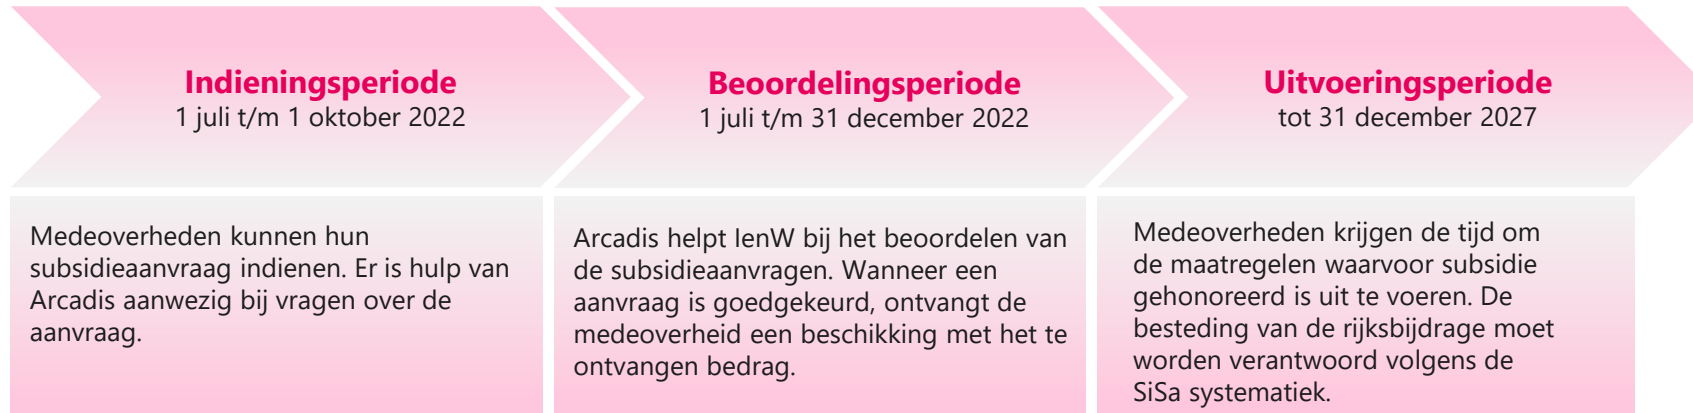 Indieningsperiode
1 juli t/m 1 oktober 2022
Beoordelingsperiode
1 juli t/m 31 december 2022
Uitvoeringsperiode
tot 31 december 2027
Medeoverheden kunnen hun
subsidieaanvraag indienen. Er is hulp van
Arcadis aanwezig bij vragen over de
aanvraag.
Arcadis helpt IenW bij het beoordelen van
de subsidieaanvragen. Wanneer een
aanvraag is goedgekeurd, ontvangt de
medeoverheid een beschikking met het te
ontvangen bedrag.
Medeoverheden krijgen de tijd om
de maatregelen waarvoor subsidie
gehonoreerd is uit te voeren. De
besteding van de rijksbijdrage moet
worden verantwoord volgens de
SiSa systematiek.